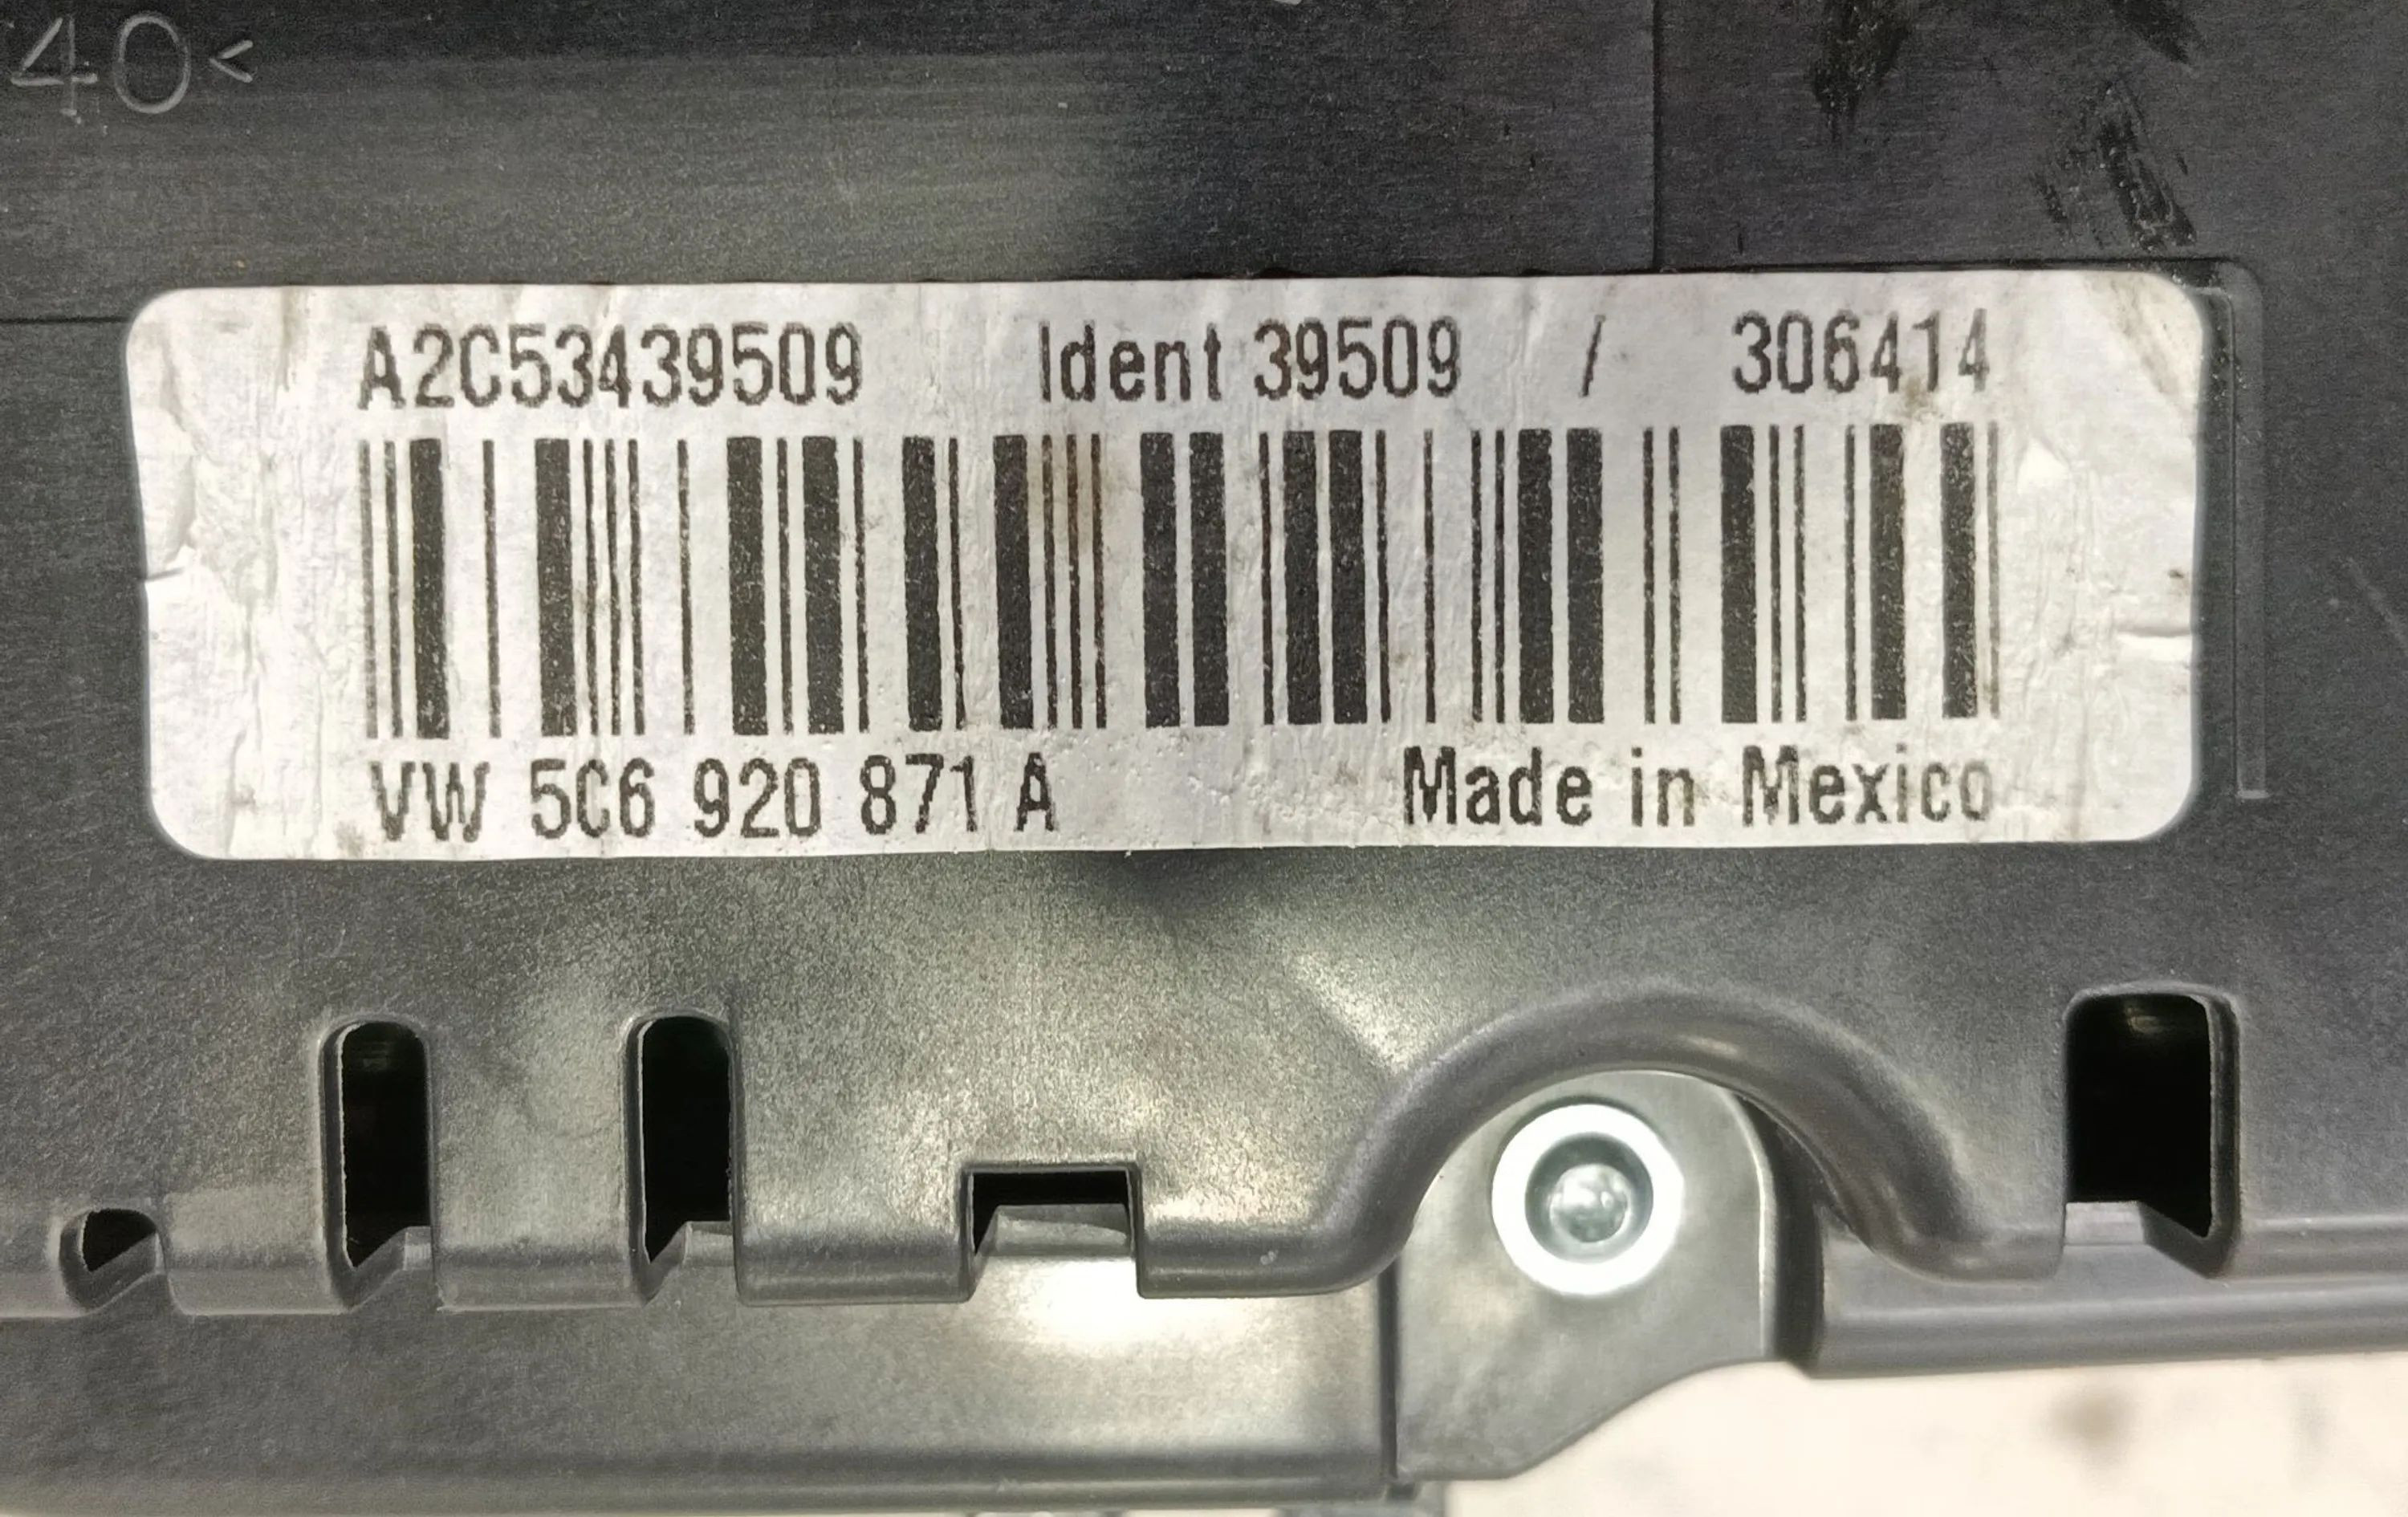 40<
A2C53439509 Ident 39509 / 306414
VW 5C6 920 871 A Made in Mexico